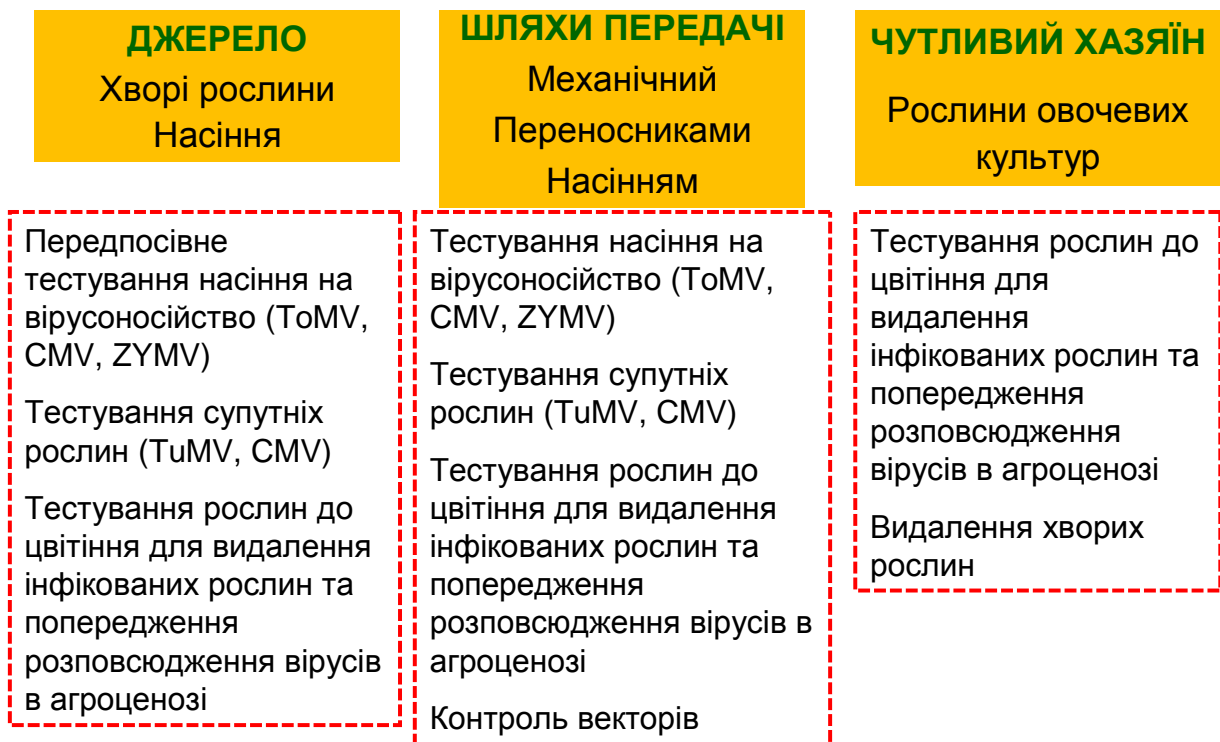 ДЖЕРЕЛО
Хворі рослини
Насіння
Передпосівне
тестування насіння на
вірусоносійство (ToMV,
CMV, ZYMV)
Тестування супутніх
рослин (TuMV, CMV)
Тестування рослин до
цвітіння для видалення
інфікованих рослин та
попередження
розповсюдження вірусів
в агроценозі
ШЛЯХИ ПЕРЕДАЧІ
Механічний
Переносниками
Насінням
Тестування насіння на
вірусоносійство (ToMV,
CMV, ZYMV)
Тестування супутніх
рослин (TuMV, CMV)
Тестування рослин до
цвітіння для видалення
інфікованих рослин та
попередження
розповсюдження вірусів в
агроценозі
Контроль векторів
ЧУТЛИВИЙ ХАЗЯЇН
Рослини овочевих
культур
Тестування рослин до
цвітіння для
видалення
інфікованих рослин та
попередження
розповсюдження
вірусів в агроценозі
Видалення хворих
рослин